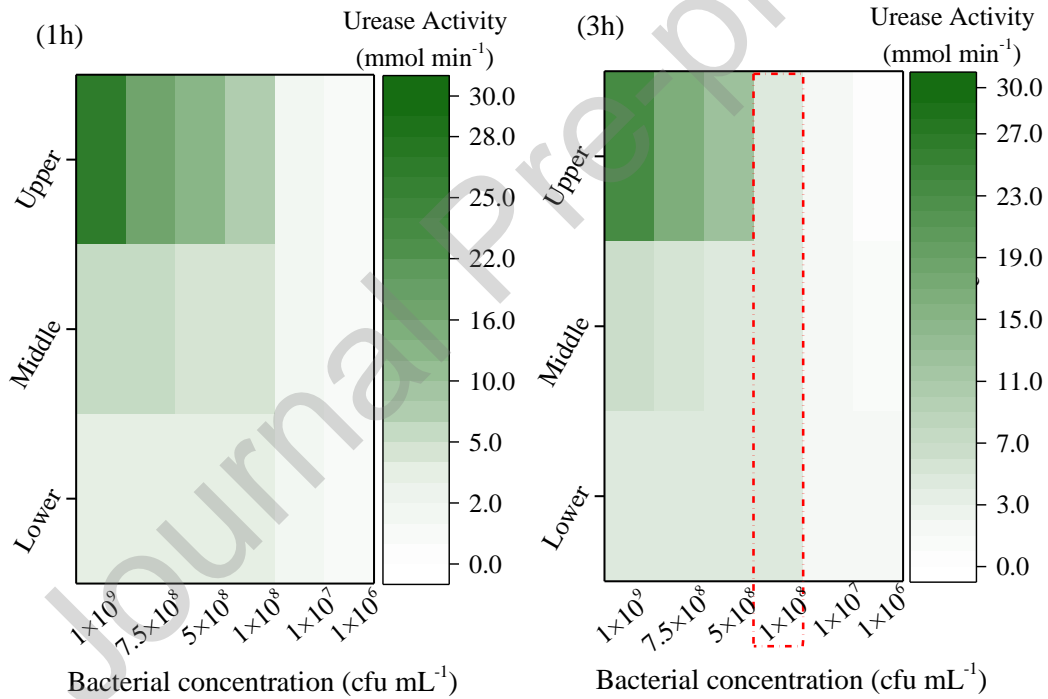 (1h)
Urease Activity
(mmol min⁻¹)
30.0
28.0
25.0
22.0
16.0
10.0
5.0
2.0
0.0
Upper
Middle
Lower
1×10⁹
7.5×10⁸
5×10⁸
1×10⁸
1×10⁷
1×10⁶
Bacterial concentration (cfu mL⁻¹)
(3h)
Urease Activity
(mmol min⁻¹)
30.0
27.0
23.0
19.0
15.0
11.0
7.0
3.0
-1.0
Upper
Middle
Lower
1×10⁹
7.5×10⁸
5×10⁸
1×10⁸
1×10⁷
1×10⁶
Bacterial concentration (cfu mL⁻¹)
Journal Pre-p